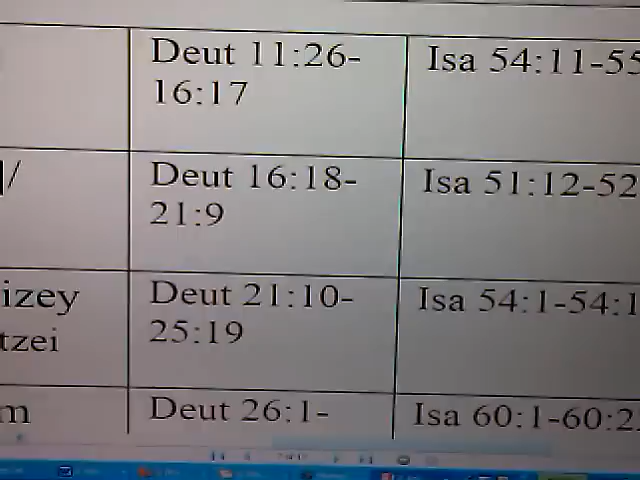 Deut 11:26-
16:17
Isa 54:11-55
/
Deut 16:18-
21:9
Isa 51:12-52
izey
tzei
Deut 21:10-
25:19
Isa 54:1-54:1
m
Deut 26:1-
Isa 60:1-60:2